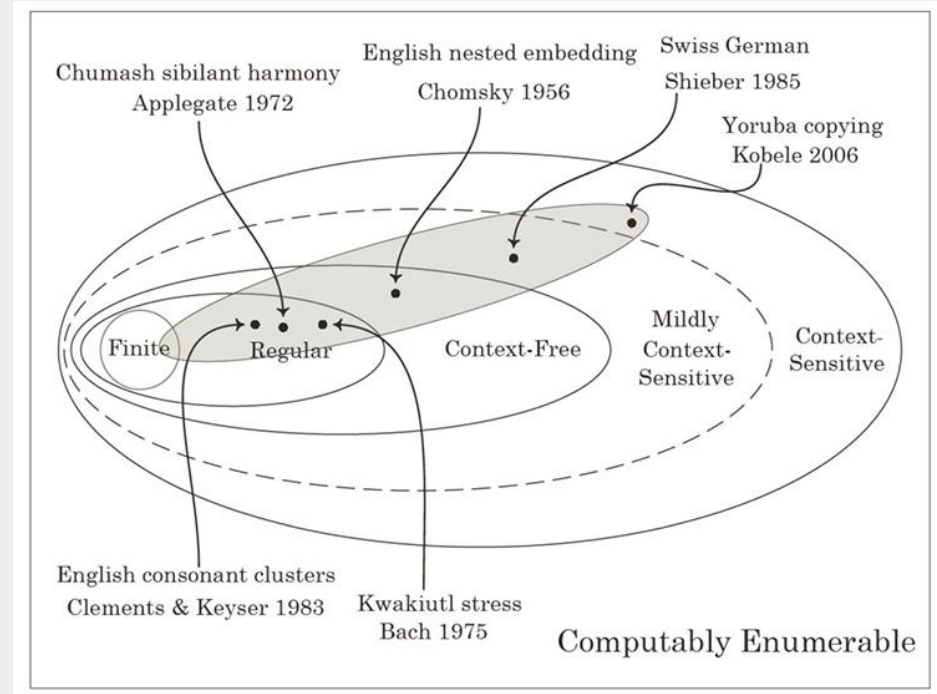 Chumash sibilant harmony
Applegate 1972
English nested embedding
Chomsky 1956
Swiss German
Shieber 1985
Yoruba copying
Kobele 2006
Finite
Regular
Context-Free
Mildly
Context-
Sensitive
Context-
Sensitive
English consonant clusters
Clements & Keyser 1983
Kwakiutl stress
Bach 1975
Computably Enumerable